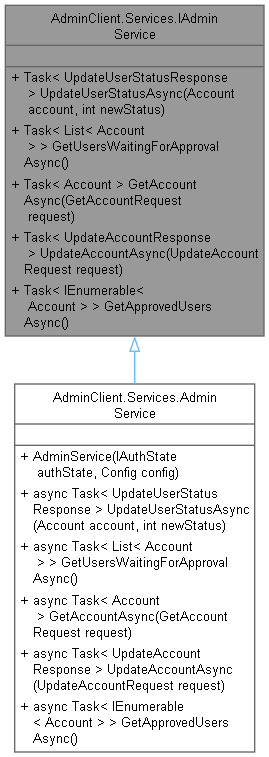 AdminClient.Services.IAdmin
Service
+ Task< UpdateUserStatusResponse
> UpdateUserStatusAsync(Account
account, int newStatus)
+ Task< List< Account
> > GetUsersWaitingForApproval
Async()
+ Task< Account > GetAccount
Async(GetAccountRequest
request)
+ Task< UpdateAccountResponse
> UpdateAccountAsync(UpdateAccount
Request request)
+ Task< IEnumerable<
Account > > GetApprovedUsers
Async()
AdminClient.Services.Admin
Service
+ AdminService(IAuthState
authState, Config config)
+ async Task< UpdateUserStatus
Response > UpdateUserStatusAsync
(Account account, int newStatus)
+ async Task< List< Account
> > GetUsersWaitingForApproval
Async()
+ async Task< Account
> GetAccountAsync(GetAccount
Request request)
+ async Task< UpdateAccount
Response > UpdateAccountAsync
(UpdateAccountRequest request)
+ async Task< IEnumerable
< Account > > GetApprovedUsers
Async()